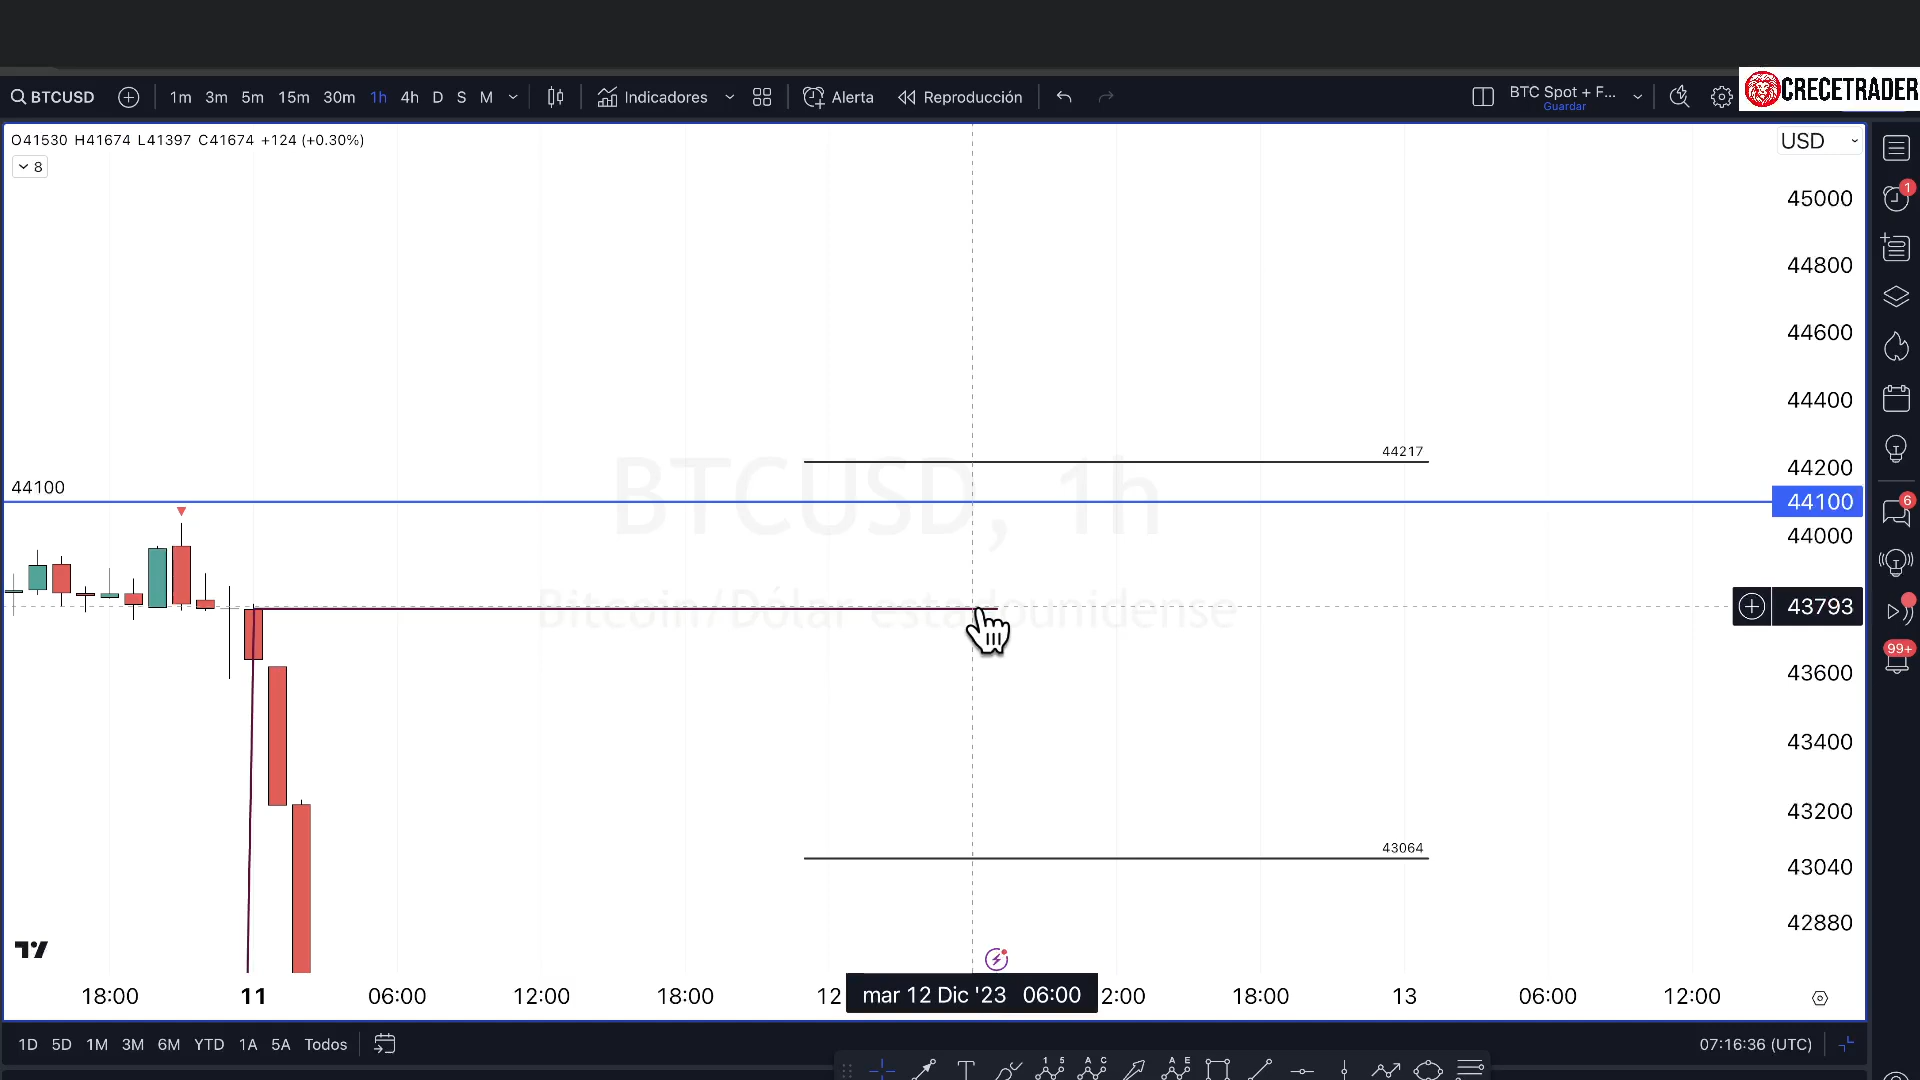 BTCUSD 1m 3m 5m 15m 30m 1h 4h D S M Indicadores Alerta Reproducción BTC Spot + F... CRECETRADER
Guardar
O41530 H41674 L41397 C41674 +124 (+0.30%)
USD
8
1
45000
44800
44600
44400
44217
44200
44100
44100
6
44000
BTCUSD, 1h
Bitcoin/Dólar estadounidense
43793
99+
43600
43400
43200
43064
43040
42880
18:00 11 06:00 12:00 18:00 12 mar 12 Dic '23 06:00 2:00 18:00 13 06:00 12:00
1D 5D 1M 3M 6M YTD 1A 5A Todos 07:16:36 (UTC)
T 1 5 A C A E